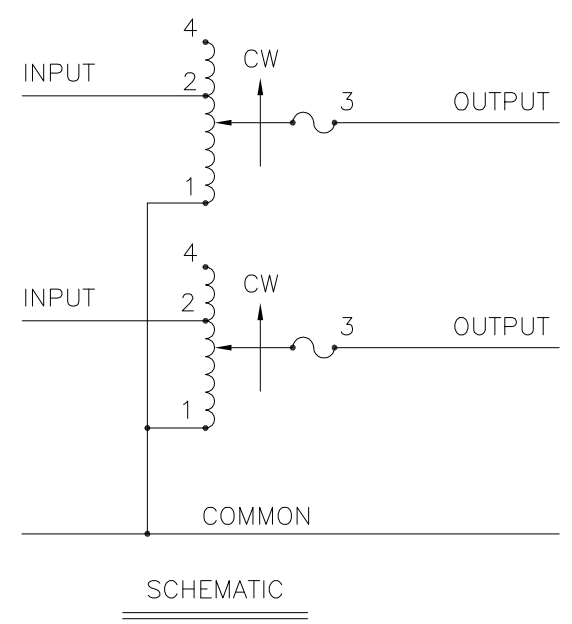 4
CW
INPUT
2
3
OUTPUT
1
4
CW
INPUT
2
3
OUTPUT
1
COMMON
SCHEMATIC